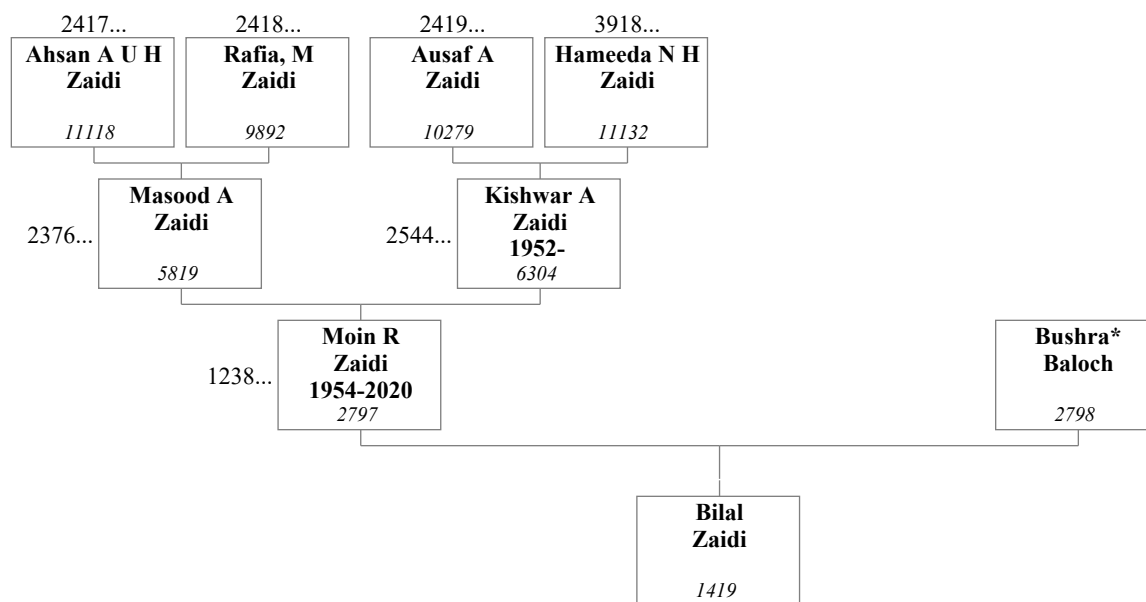 2417...
2418...
2419...
3918...
Ahsan A U H
Zaidi
11118
Rafia, M
Zaidi
9892
Ausaf A
Zaidi
10279
Hameeda N H
Zaidi
11132
2376...
Masood A
Zaidi
5819
2544...
Kishwar A
Zaidi
1952-
6304
1238...
Moin R
Zaidi
1954-2020
2797
Bushra*
Baloch
2798
Bilal
Zaidi
1419